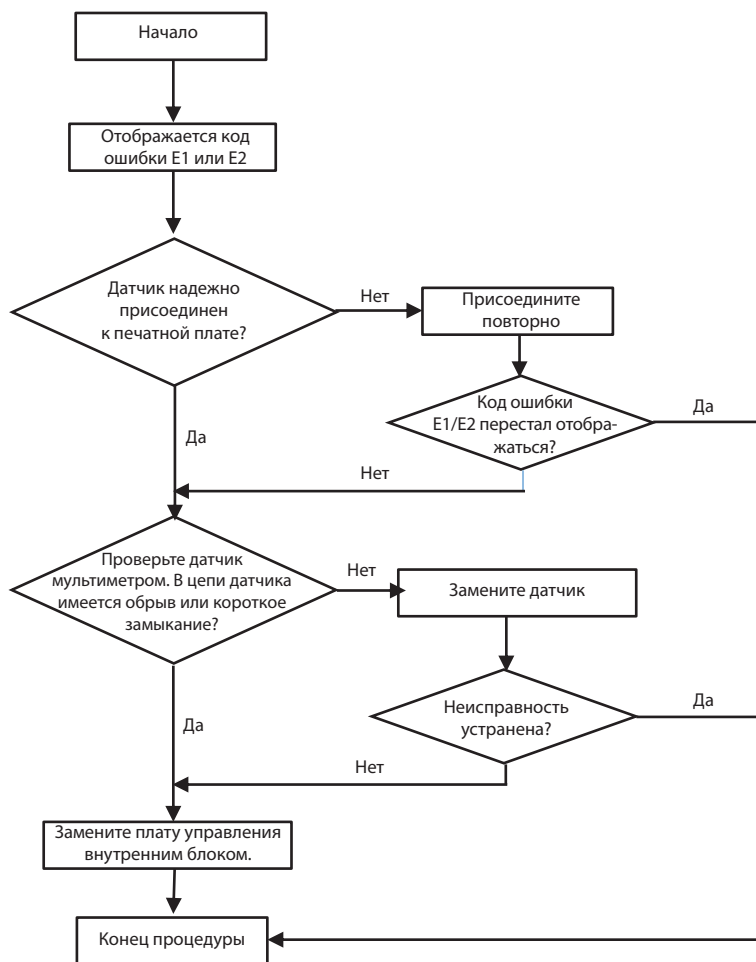 Начало
Отображается код
ошибки E1 или E2
Датчик надежно
присоединен
к печатной плате?
Нет
Присоедините
повторно
Код ошибки
E1/E2 перестал отобра-
жаться?
Да
Да
Нет
Проверьте датчик
мультиметром. В цепи датчика
имеется обрыв или короткое
замыкание?
Нет
Замените датчик
Неисправность
устранена?
Да
Да
Нет
Замените плату управления
внутренним блоком.
Конец процедуры